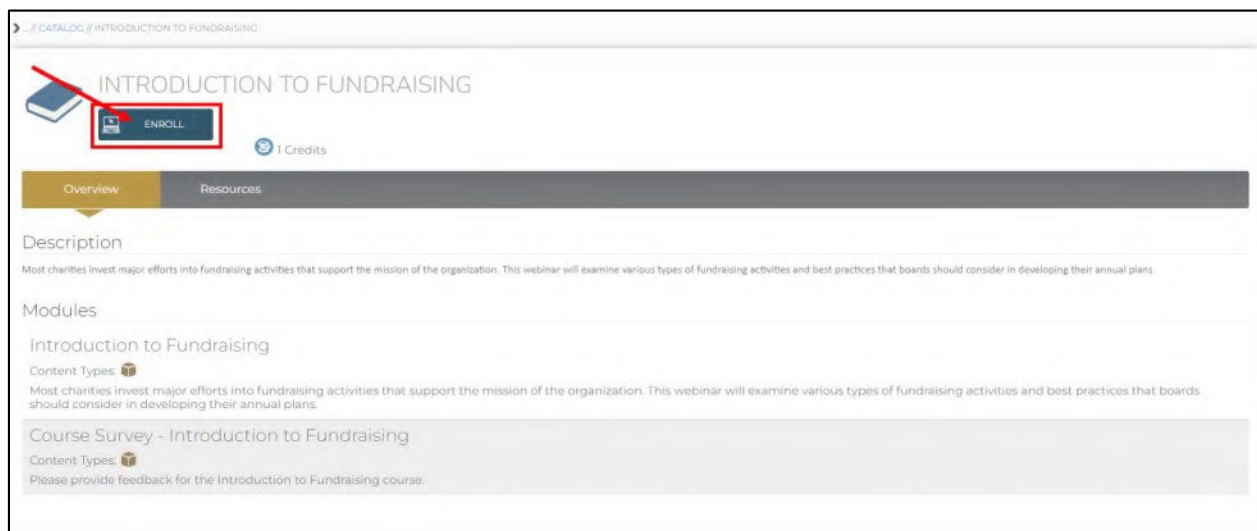 ... // CATALOG // INTRODUCTION TO FUNDRAISING
INTRODUCTION TO FUNDRAISING
ENROLL
1 Credits
Overview
Resources
Description
Most charities invest major efforts into fundraising activities that support the mission of the organization. This webinar will examine various types of fundraising activities and best practices that boards should consider in developing their annual plans.
Modules
Introduction to Fundraising
Content Types:
Most charities invest major efforts into fundraising activities that support the mission of the organization. This webinar will examine various types of fundraising activities and best practices that boards
should consider in developing their annual plans.
Course Survey - Introduction to Fundraising
Content Types:
Please provide feedback for the Introduction to Fundraising course.